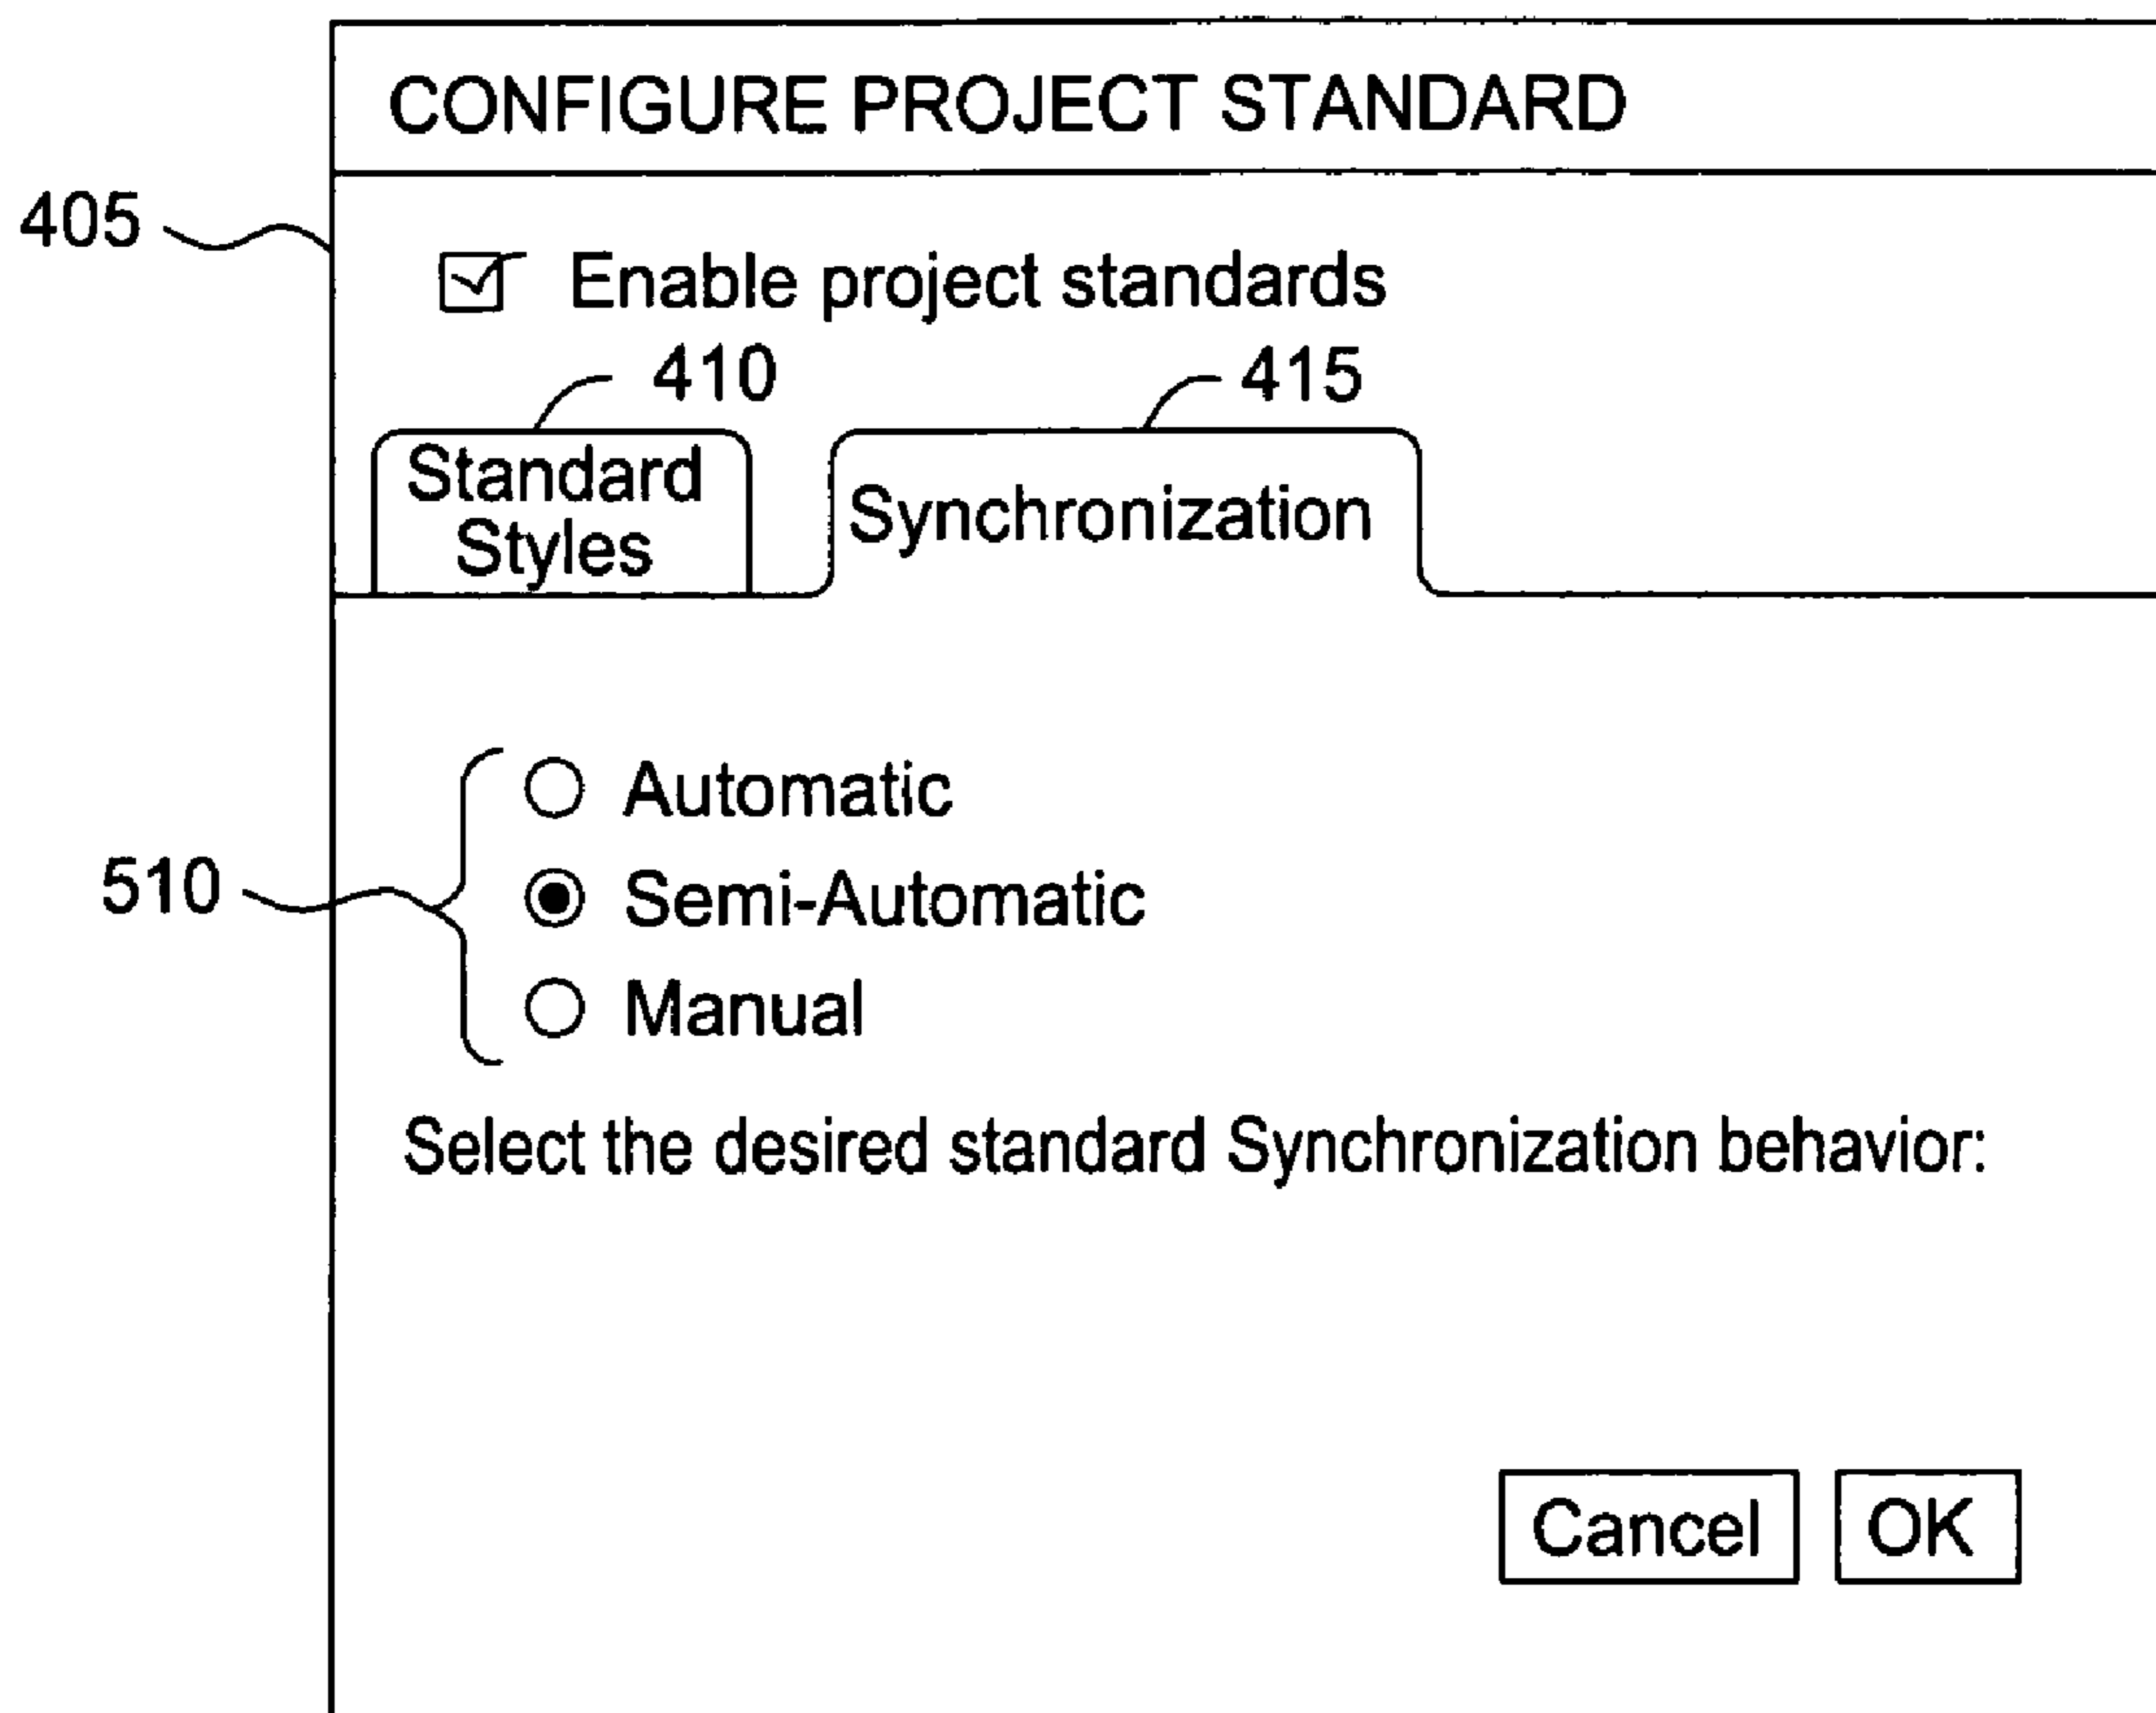 CONFIGURE PROJECT STANDARD
405
Enable project standards
410
415
Standard
Styles
Synchronization
Automatic
510
Semi-Automatic
Manual
Select the desired standard Synchronization behavior:
Cancel
OK